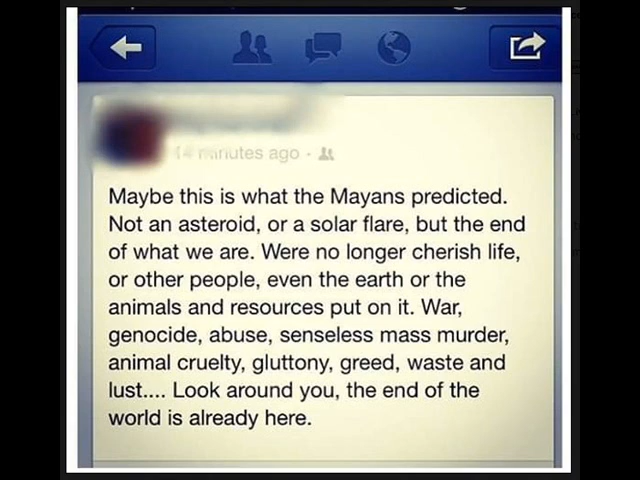 minutes ago ·
Maybe this is what the Mayans predicted.
Not an asteroid, or a solar flare, but the end
of what we are. Were no longer cherish life,
or other people, even the earth or the
animals and resources put on it. War,
genocide, abuse, senseless mass murder,
animal cruelty, gluttony, greed, waste and
lust.... Look around you, the end of the
world is already here.